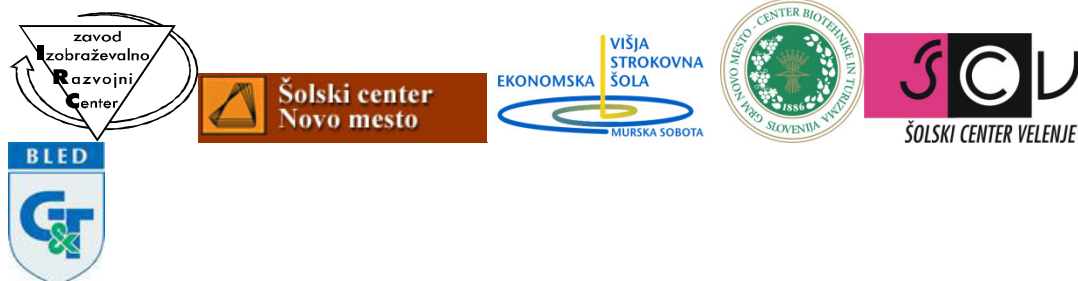 zavod
Izobraževalno
Razvojni
Center
Šolski center
Novo mesto
EKONOMSKA
VIŠJA
STROKOVNA
ŠOLA
MURSKA SOBOTA
GRM NOVO MESTO - CENTER BIOTEHNIKE IN TURIZMA
1886
SLOVENIJA
ŠCV
ŠOLSKI CENTER VELENJE
BLED
G&T